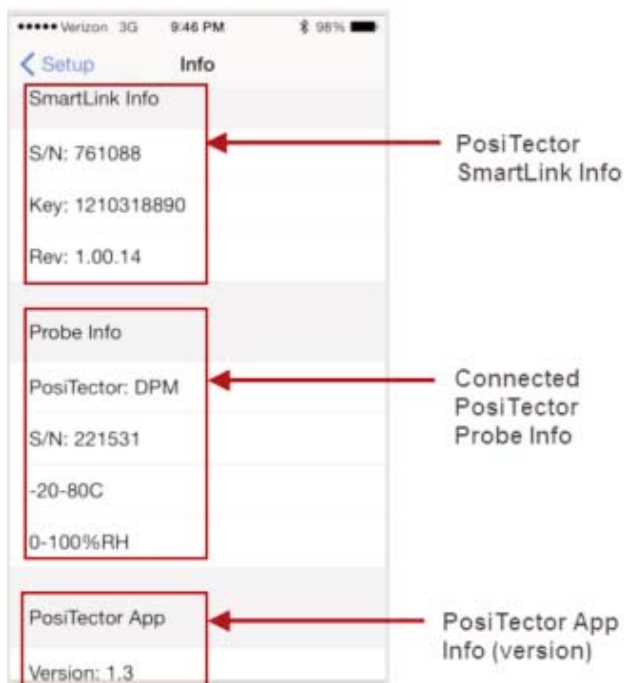 Verizon 3G 9:46 PM 98%
Setup Info
SmartLink Info
S/N: 761088
Key: 1210318890
Rev: 1.00.14
Probe Info
PosiTector: DPM
S/N: 221531
-20-80C
0-100%RH
PosiTector App
Version: 1.3
PosiTector
SmartLink Info
Connected
PosiTector
Probe Info
PosiTector App
Info (version)